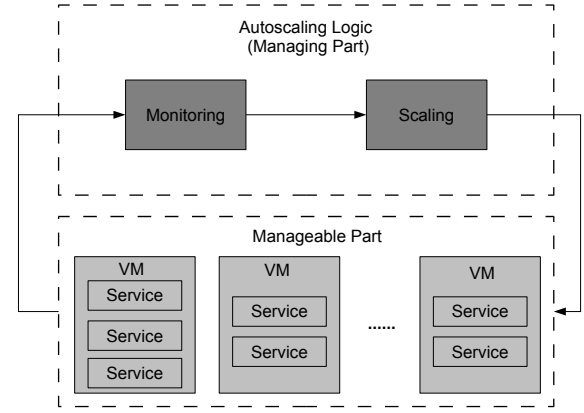 Autoscaling Logic
(Managing Part)
Monitoring
Scaling
Manageable Part
VM
Service
Service
Service
VM
Service
Service
......
VM
Service
Service